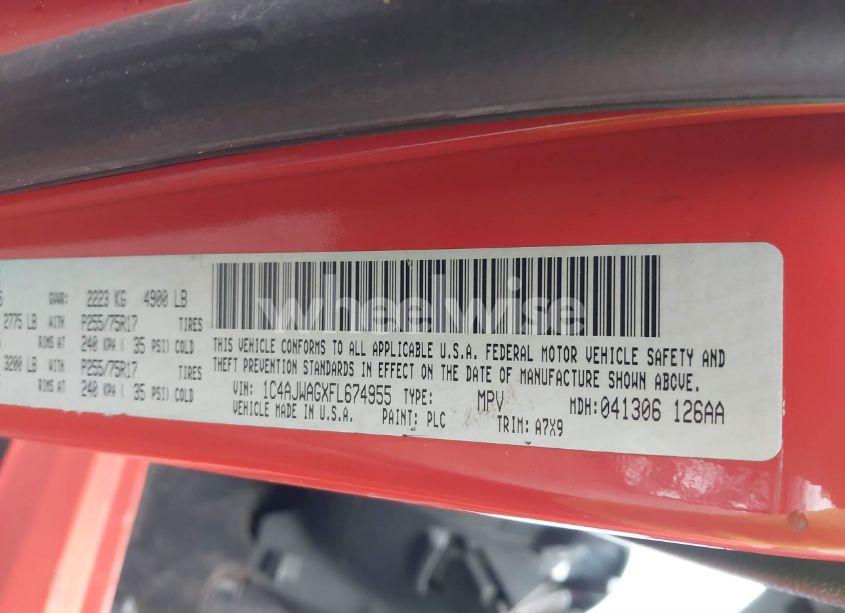 GVWR: 2223 KG 4900 LB
2775 LB WITH P255/75R17 TIRES
RIMS AT 240 KPA ( 35 PSI) COLD
3200 LB WITH P255/75R17 TIRES
RIMS AT 240 KPA ( 35 PSI) COLD
wheelwise
THIS VEHICLE CONFORMS TO ALL APPLICABLE U.S.A. FEDERAL MOTOR VEHICLE SAFETY AND
THEFT PREVENTION STANDARDS IN EFFECT ON THE DATE OF MANUFACTURE SHOWN ABOVE.
VIN: 1C4AJWAGXFL674955 TYPE: MPV MDH: 041306 126AA
VEHICLE MADE IN U.S.A. PAINT: PLC TRIM: A7X9